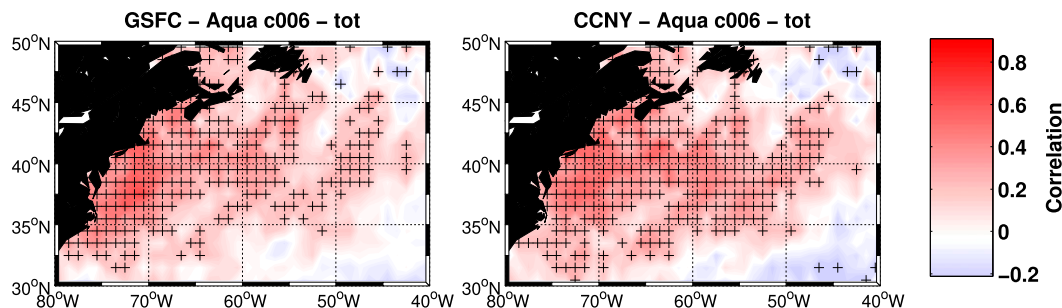 GSFC − Aqua c006 − tot
50°N
45°N
40°N
35°N
30°N
80°W
70°W
60°W
50°W
40°W
CCNY − Aqua c006 − tot
50°N
45°N
40°N
35°N
30°N
80°W
70°W
60°W
50°W
40°W
0.8
0.6
0.4
0.2
0
−0.2
Correlation